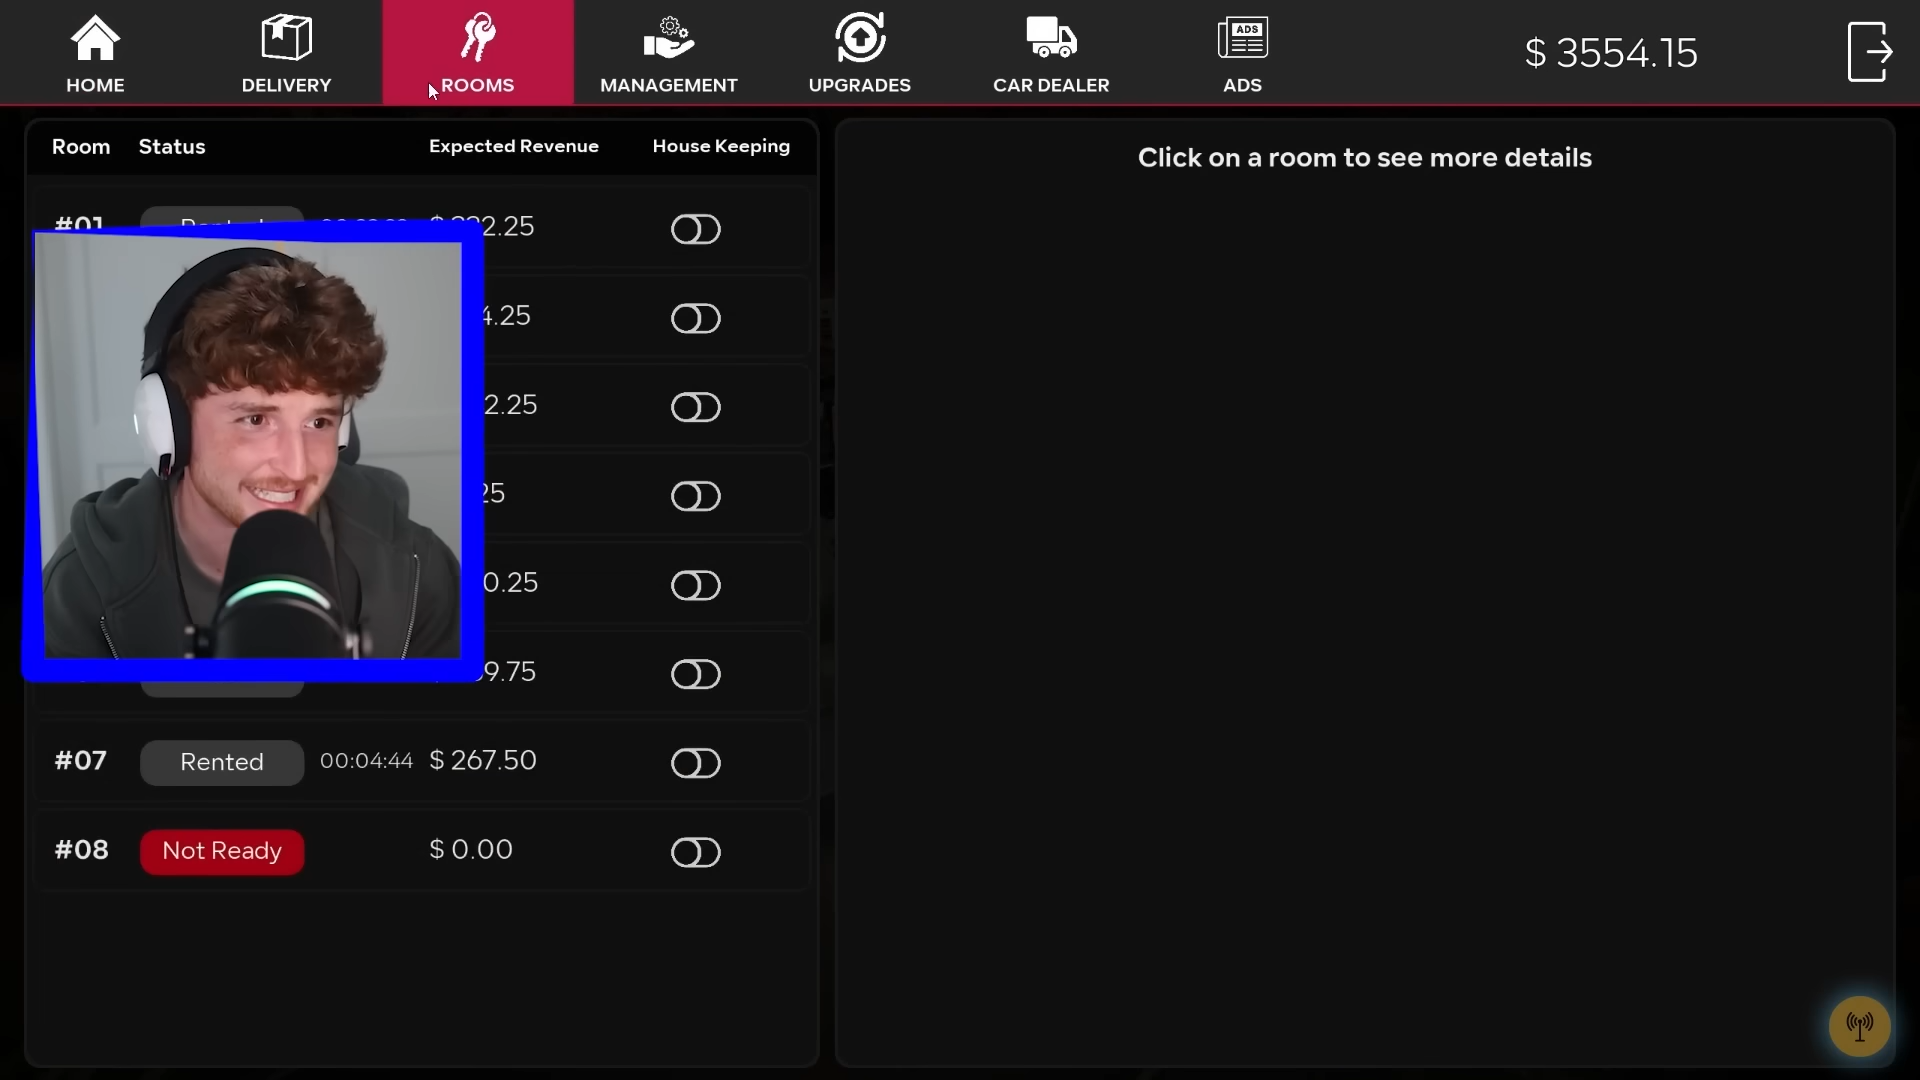 HOME
DELIVERY
ROOMS
MANAGEMENT
UPGRADES
CAR DEALER
ADS
ADS
$ 3554.15
Room Status Expected Revenue House Keeping
Click on a room to see more details
#01 Rented 2.25
4.25
2.25
25
0.25
9.75
#07 Rented 00:04:44 $ 267.50
#08 Not Ready $ 0.00